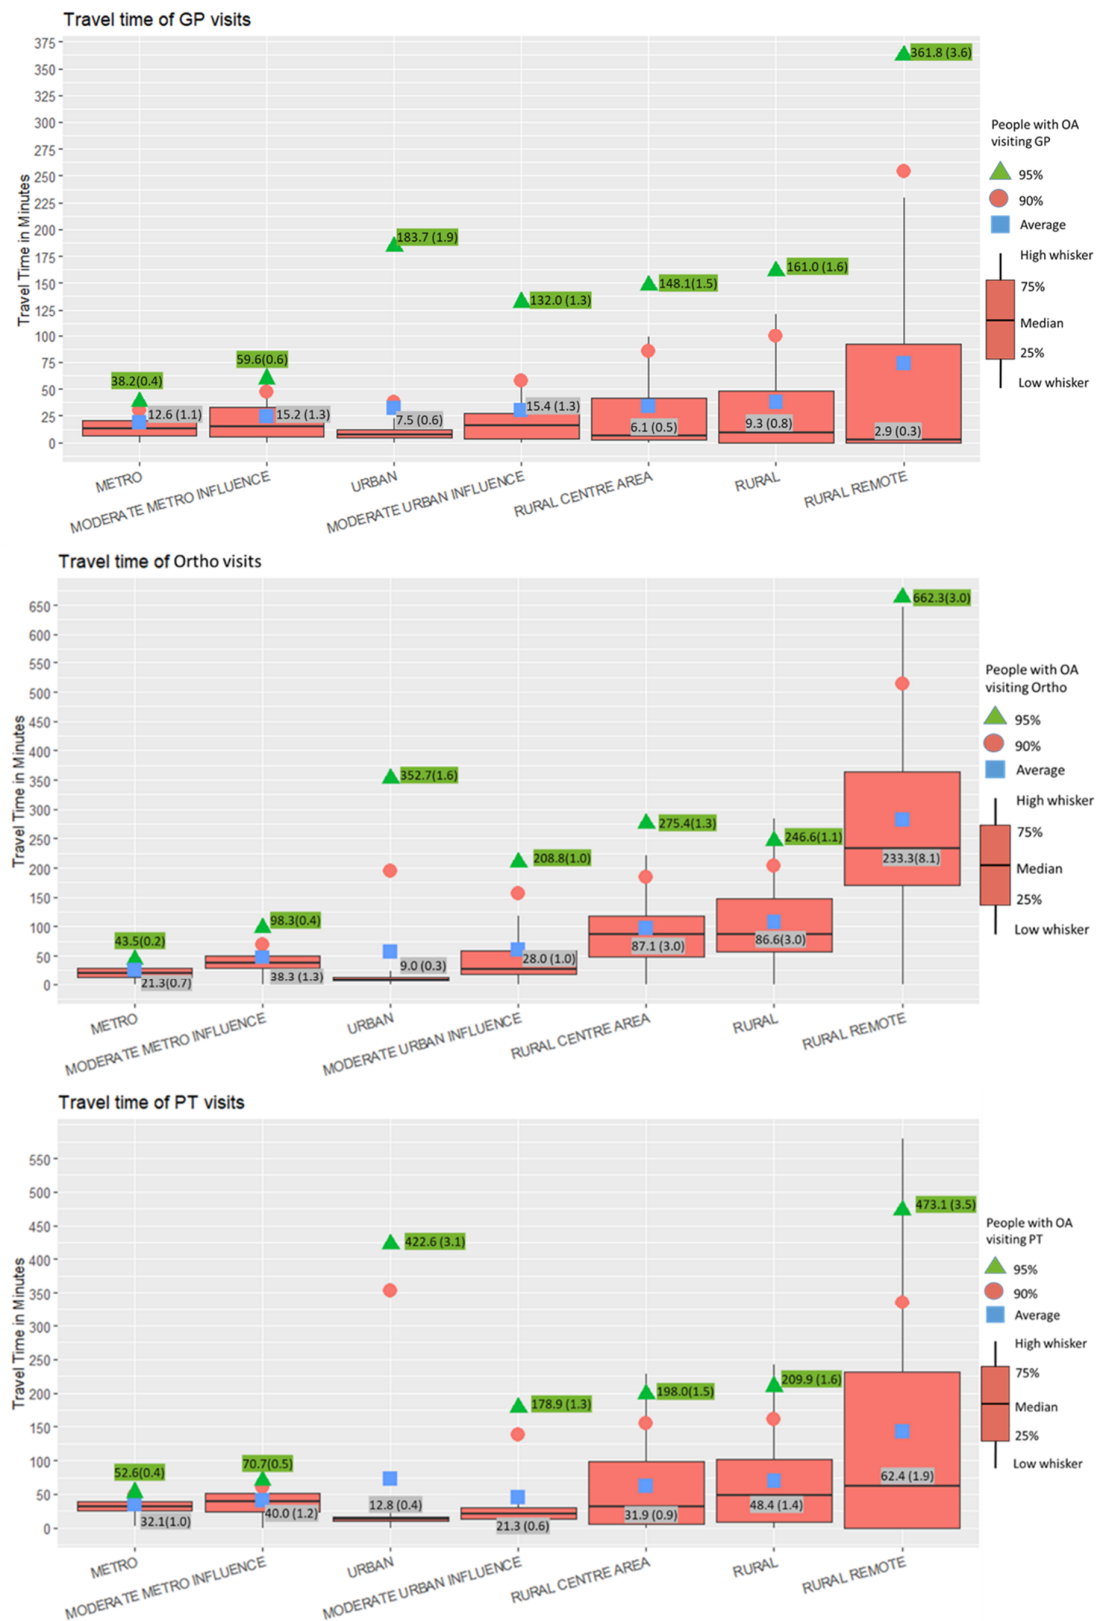 Travel time of GP visits
Travel Time in Minutes
375
350
325
300
275
250
225
200
175
150
125
100
75
50
25
0
38.2(0.4)
12.6 (1.1)
59.6(0.6)
15.2 (1.3)
183.7 (1.9)
7.5 (0.6)
132.0 (1.3)
15.4 (1.3)
148.1(1.5)
6.1 (0.5)
161.0 (1.6)
9.3 (0.8)
361.8 (3.6)
2.9 (0.3)
METRO
MODERATE METRO INFLUENCE
URBAN
MODERATE URBAN INFLUENCE
RURAL CENTRE AREA
RURAL
RURAL REMOTE
People with OA
visiting GP
95%
90%
Average
High whisker
75%
Median
25%
Low whisker
Travel time of Ortho visits
Travel Time in Minutes
650
600
550
500
450
400
350
300
250
200
150
100
50
0
43.5(0.2)
21.3(0.7)
98.3(0.4)
38.3 (1.3)
352.7(1.6)
9.0 (0.3)
208.8(1.0)
28.0 (1.0)
275.4(1.3)
87.1 (3.0)
246.6(1.1)
86.6(3.0)
662.3(3.0)
233.3(8.1)
METRO
MODERATE METRO INFLUENCE
URBAN
MODERATE URBAN INFLUENCE
RURAL CENTRE AREA
RURAL
RURAL REMOTE
People with OA
visiting Ortho
95%
90%
Average
High whisker
75%
Median
25%
Low whisker
Travel time of PT visits
Travel Time in Minutes
550
500
450
400
350
300
250
200
150
100
50
0
52.6(0.4)
32.1(1.0)
70.7(0.5)
40.0 (1.2)
422.6 (3.1)
12.8 (0.4)
178.9 (1.3)
21.3 (0.6)
198.0(1.5)
31.9 (0.9)
209.9 (1.6)
48.4 (1.4)
473.1 (3.5)
62.4 (1.9)
METRO
MODERATE METRO INFLUENCE
URBAN
MODERATE URBAN INFLUENCE
RURAL CENTRE AREA
RURAL
RURAL REMOTE
People with OA
visiting PT
95%
90%
Average
High whisker
75%
Median
25%
Low whisker